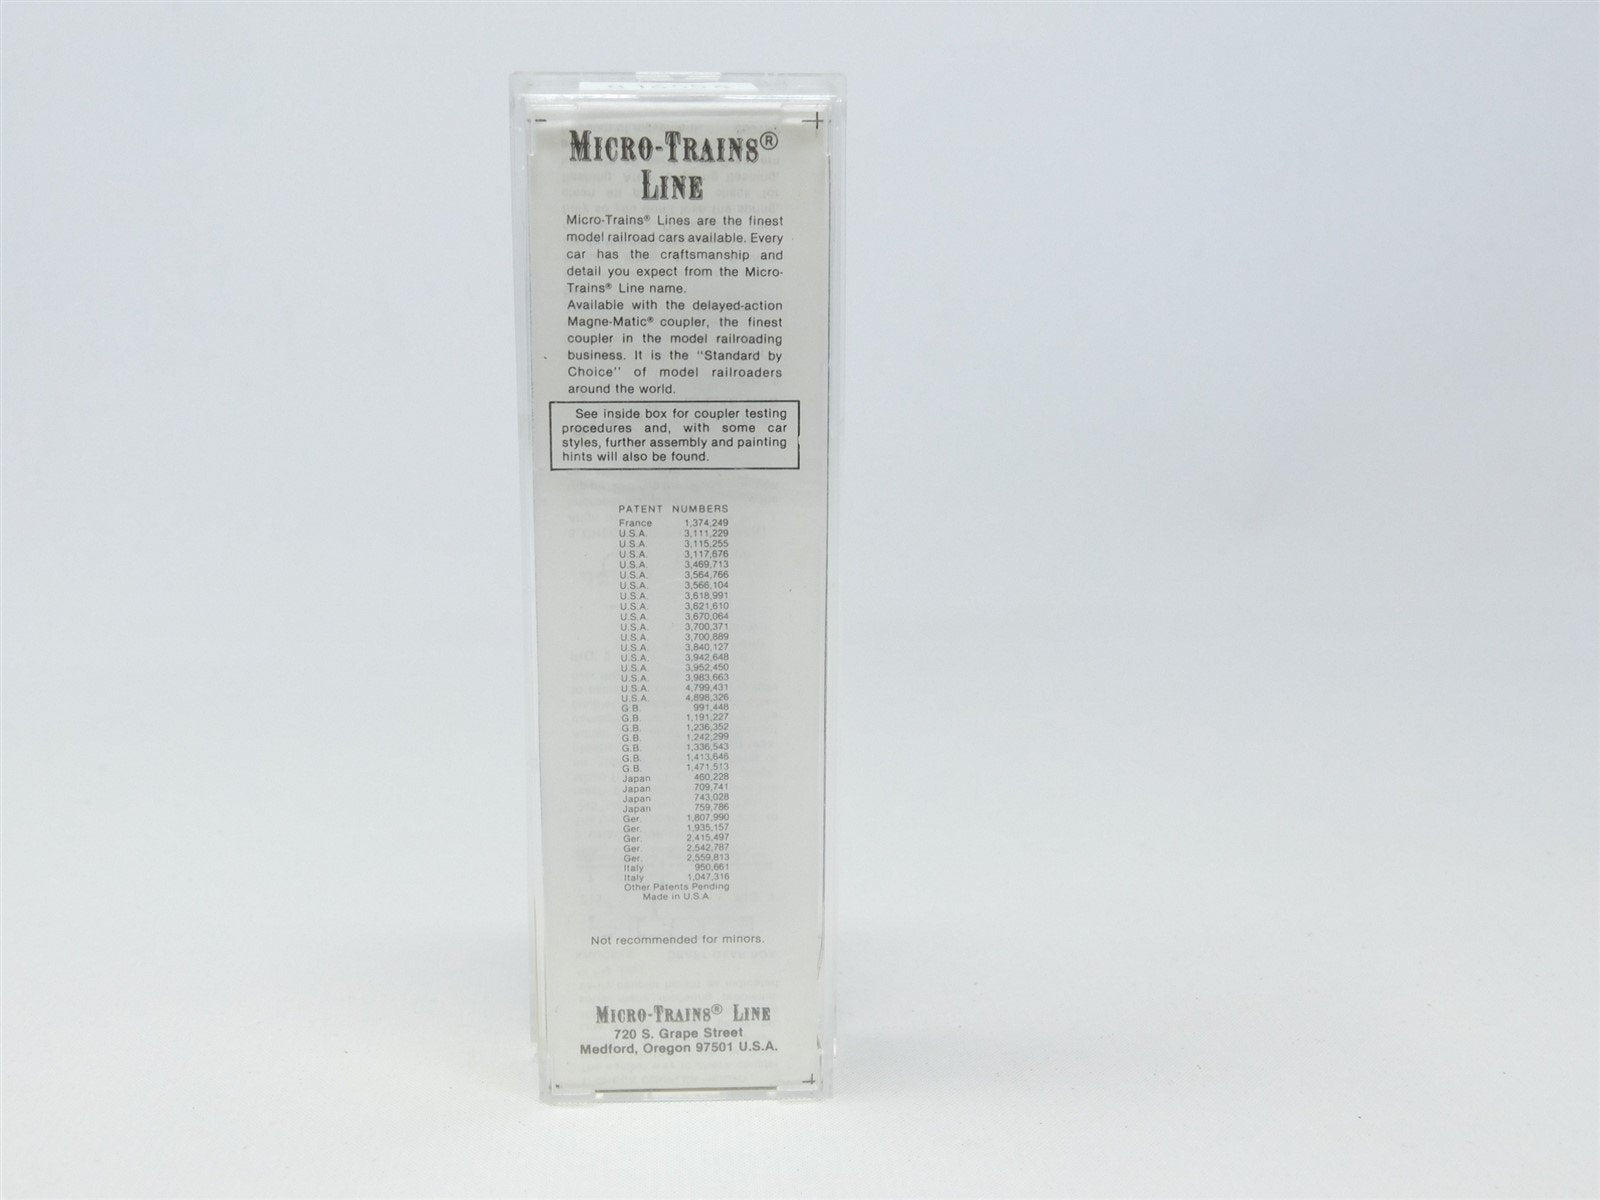 MICRO-TRAINS®
LINE
Micro-Trains® Lines are the finest
model railroad cars available. Every
car has the craftsmanship and
detail you expect from the Micro-
Trains® Line name.
Available with the delayed-action
Magne-Matic® coupler, the finest
coupler in the model railroading
business. It is the "Standard by
Choice" of model railroaders
around the world.
See inside box for coupler testing
procedures and, with some car
styles, further assembly and painting
hints will also be found.
PATENT NUMBERS
France 1,374,249
U.S.A. 3,111,229
U.S.A. 3,115,255
U.S.A. 3,117,676
U.S.A. 3,469,713
U.S.A. 3,564,766
U.S.A. 3,566,104
U.S.A. 3,618,991
U.S.A. 3,621,610
U.S.A. 3,670,064
U.S.A. 3,700,371
U.S.A. 3,700,889
U.S.A. 3,840,127
U.S.A. 3,942,648
U.S.A. 3,952,450
U.S.A. 3,983,663
U.S.A. 4,799,431
U.S.A. 4,898,326
G.B. 991,448
G.B. 1,191,227
G.B. 1,236,352
G.B. 1,242,299
G.B. 1,336,543
G.B. 1,413,646
G.B. 1,471,513
Japan 460,228
Japan 709,741
Japan 743,028
Japan 759,786
Ger. 1,807,990
Ger. 1,935,157
Ger. 2,415,497
Ger. 2,542,787
Ger. 2,559,813
Italy 950,661
Italy 1,047,316
Other Patents Pending
Made in U.S.A.
Not recommended for minors.
MICRO-TRAINS® LINE
720 S. Grape Street
Medford, Oregon 97501 U.S.A.